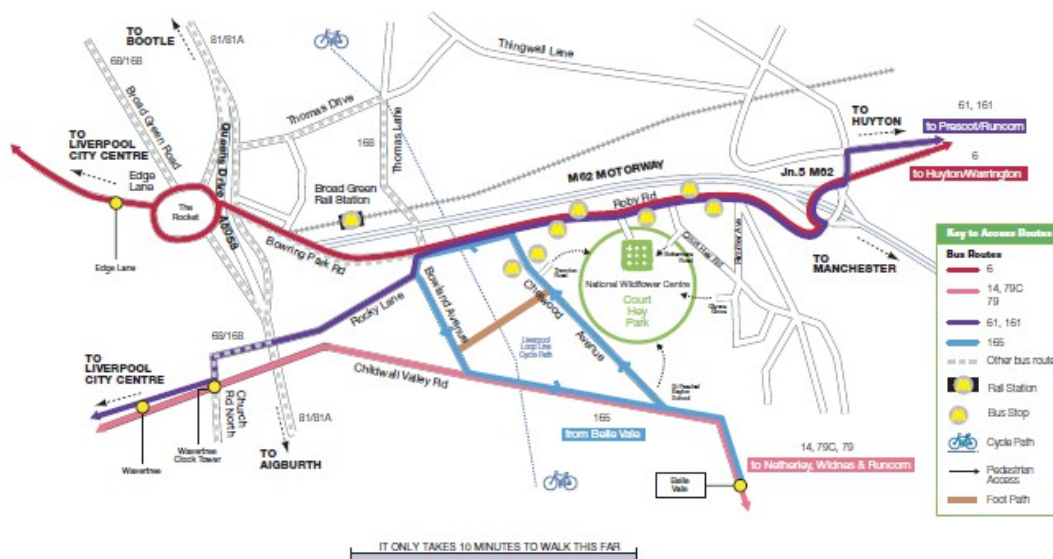 TO
BOOTLE
81/81A
68/168
Broad Green Road
Queens Drive
A5058
Thomas Drive
Thomas Lane
168
Thingwall Lane
TO
HUYTON
61, 161
to Prescot/Runcorn
6
to Huyton/Warrington
TO
LIVERPOOL
CITY CENTRE
Edge
Lane
The
Rocket
Edge Lane
Broad Green
Rail Station
M62 MOTORWAY
Jn.5 M62
Roby Rd
Bowring Park Rd
TO
MANCHESTER
National Wildflower Centre
Court
Hey
Park
Court Hey Rd
Rocky Lane
Bowland Avenue
Chelwood
Avenue
Liverpool
Loop Line
Cycle Path
Childwall Valley Rd
68/168
TO
LIVERPOOL
CITY CENTRE
Church
Rd North
81/81A
TO
AIGBURTH
Wavertree
Wavertree
Clock Tower
165
from Belle Vale
14, 79C, 79
to Netherley, Widnes & Runcorn
Belle
Vale
Key to Access Routes
Bus Routes
6
14, 79C
79
61, 161
165
Other bus route
Rail Station
Bus Stop
Cycle Path
Pedestrian
Access
Foot Path
IT ONLY TAKES 10 MINUTES TO WALK THIS FAR